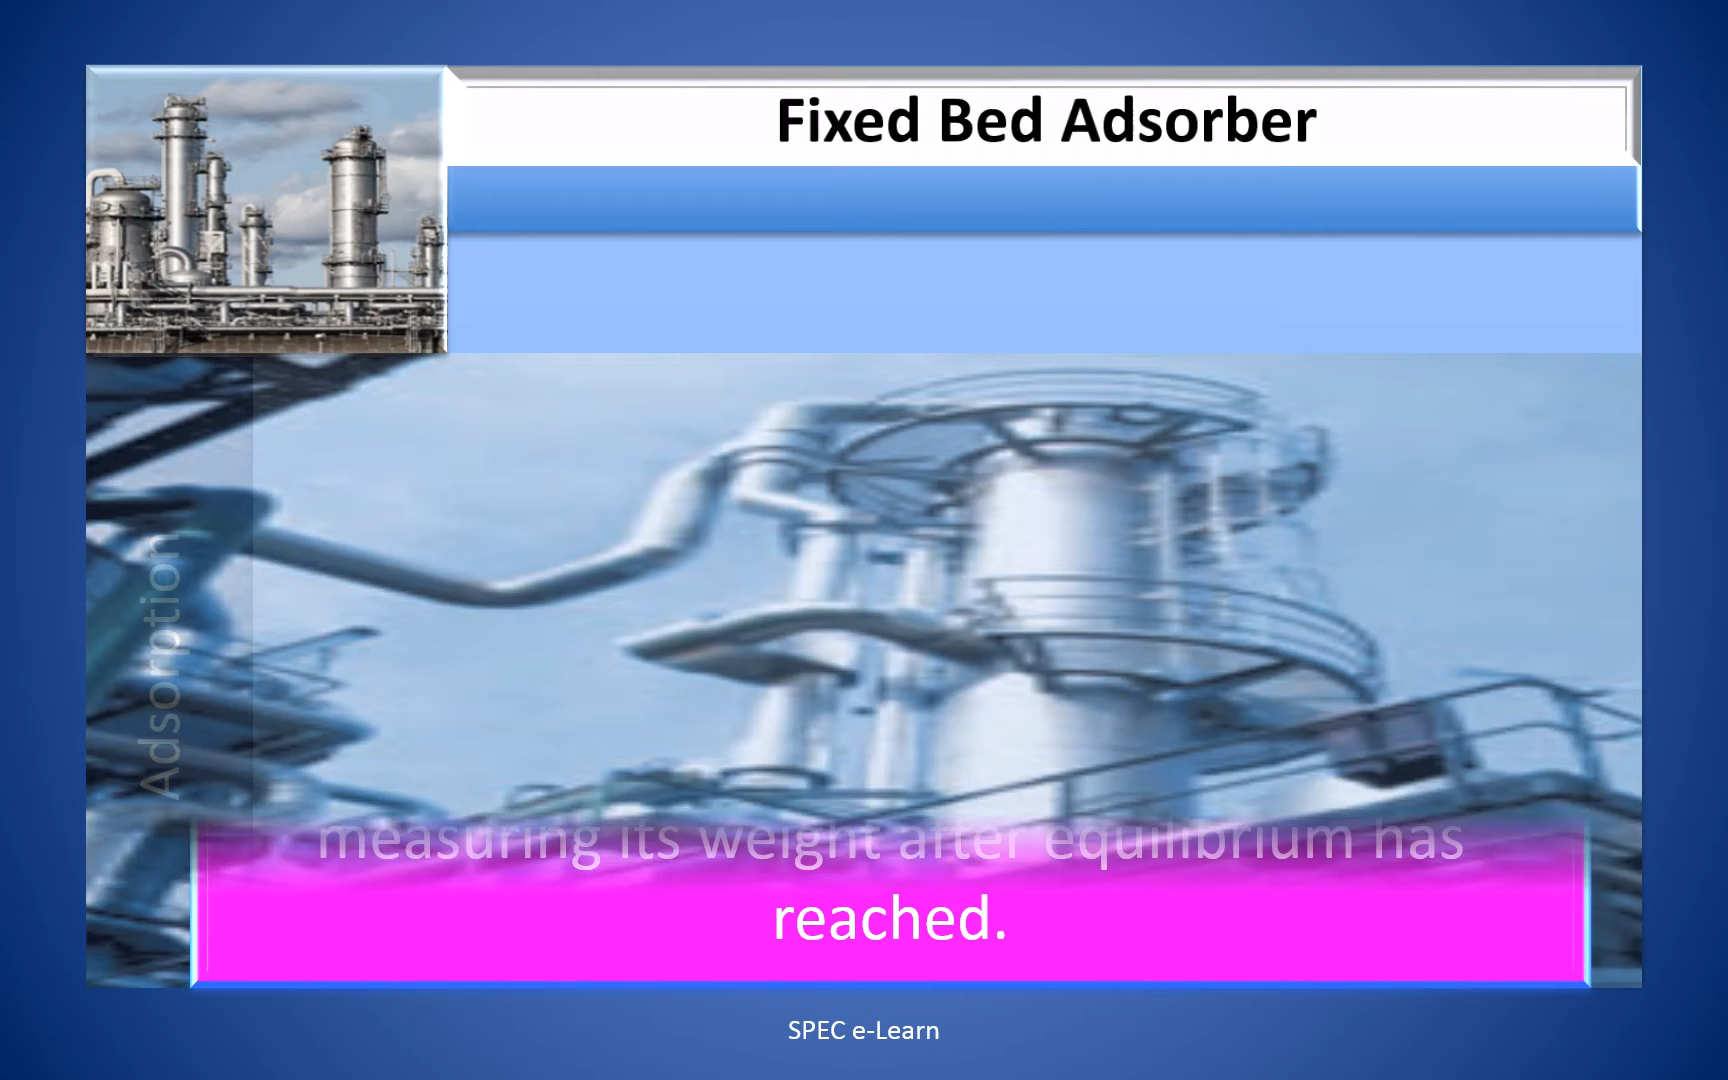 Fixed Bed Adsorber
Adsorption
measuring its weight after equilibrium has
reached.
SPEC e-Learn